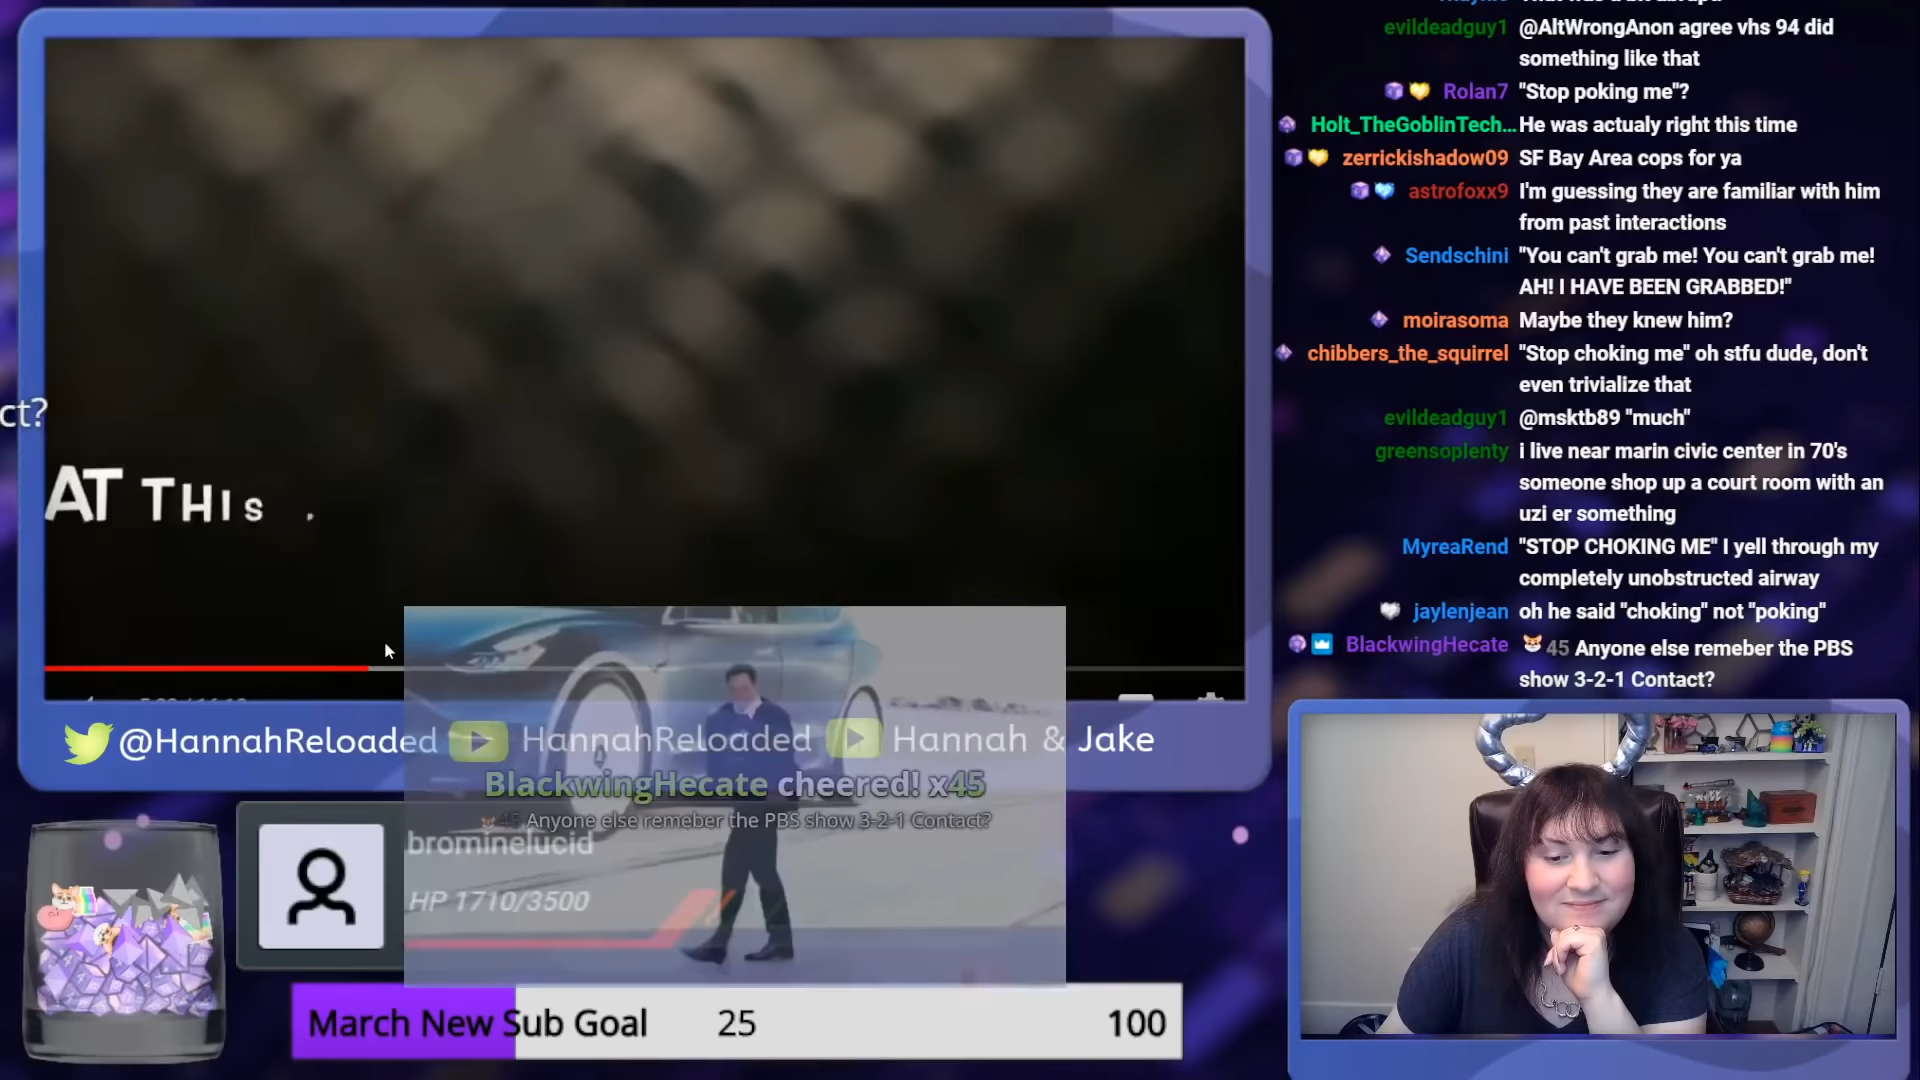 ct?
AT THIS .
@HannahReloaded HannahReloaded Hannah & Jake
BlackwingHecate cheered! x45
45 Anyone else remeber the PBS show 3-2-1 Contact?
brominelucid
HP 1710/3500
March New Sub Goal 25 100
evildeadguy1 @AltWrongAnon agree vhs 94 did
something like that
Rolan7 "Stop poking me"?
Holt_TheGoblinTech... He was actualy right this time
zerrickishadow09 SF Bay Area cops for ya
astrofoxx9 I'm guessing they are familiar with him
from past interactions
Sendschini "You can't grab me! You can't grab me!
AH! I HAVE BEEN GRABBED!"
moirasoma Maybe they knew him?
chibbers_the_squirrel "Stop choking me" oh stfu dude, don't
even trivialize that
evildeadguy1 @msktb89 "much"
greensoplenty i live near marin civic center in 70's
someone shop up a court room with an
uzi er something
MyreaRend "STOP CHOKING ME" I yell through my
completely unobstructed airway
jaylenjean oh he said "choking" not "poking"
BlackwingHecate 45 Anyone else remeber the PBS
show 3-2-1 Contact?